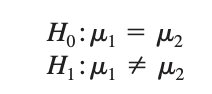 H₀: μ₁ = μ₂
H₁: μ₁ ≠ μ₂